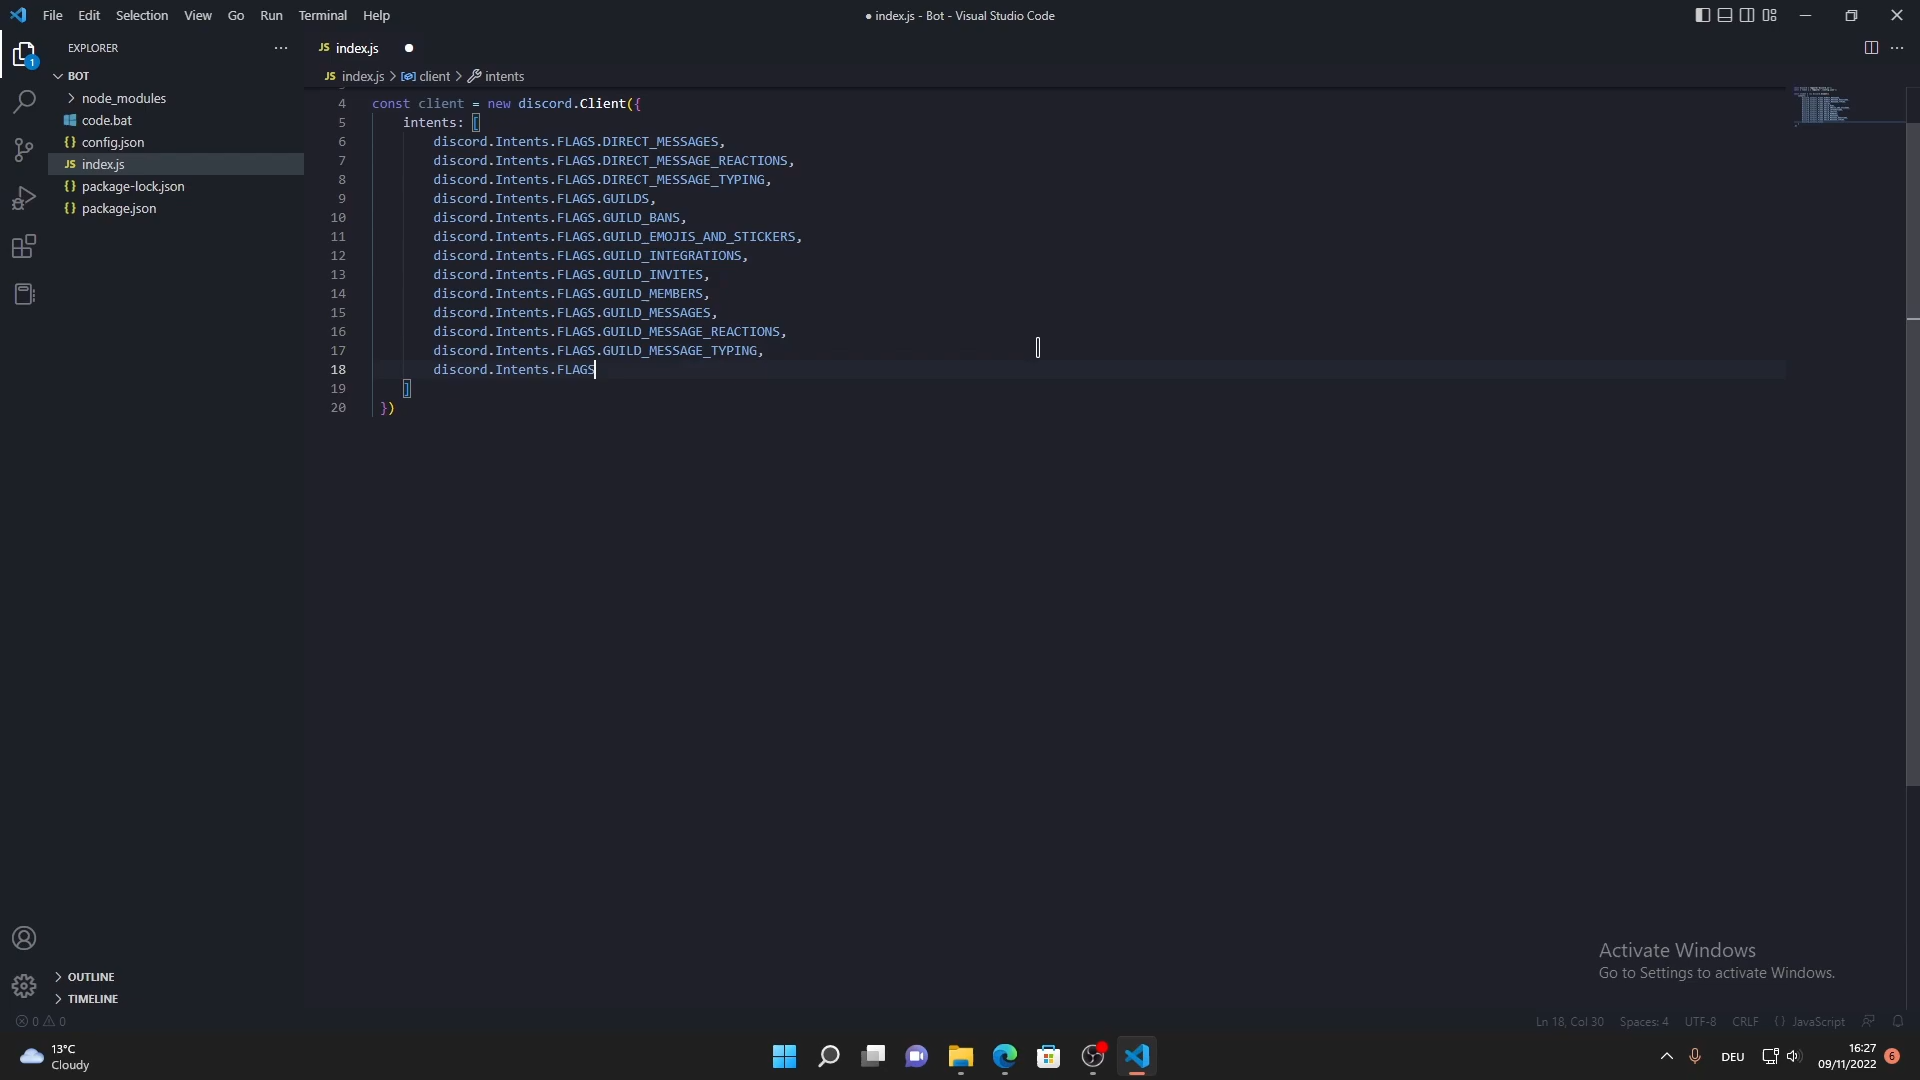 File Edit Selection View Go Run Terminal Help
● index.js - Bot - Visual Studio Code
EXPLORER
BOT
node_modules
code.bat
config.json
JS index.js
package-lock.json
package.json
OUTLINE
TIMELINE
1
JS index.js
JS index.js > client > intents
4 const client = new discord.Client({
5 intents: [
6 discord.Intents.FLAGS.DIRECT_MESSAGES,
7 discord.Intents.FLAGS.DIRECT_MESSAGE_REACTIONS,
8 discord.Intents.FLAGS.DIRECT_MESSAGE_TYPING,
9 discord.Intents.FLAGS.GUILDS,
10 discord.Intents.FLAGS.GUILD_BANS,
11 discord.Intents.FLAGS.GUILD_EMOJIS_AND_STICKERS,
12 discord.Intents.FLAGS.GUILD_INTEGRATIONS,
13 discord.Intents.FLAGS.GUILD_INVITES,
14 discord.Intents.FLAGS.GUILD_MEMBERS,
15 discord.Intents.FLAGS.GUILD_MESSAGES,
16 discord.Intents.FLAGS.GUILD_MESSAGE_REACTIONS,
17 discord.Intents.FLAGS.GUILD_MESSAGE_TYPING,
18 discord.Intents.FLAGS
19 ]
20 })
Activate Windows
Go to Settings to activate Windows.
0 0
Ln 18, Col 30 Spaces: 4 UTF-8 CRLF {} JavaScript
13°C
Cloudy
DEU
16:27
09/11/2022
6